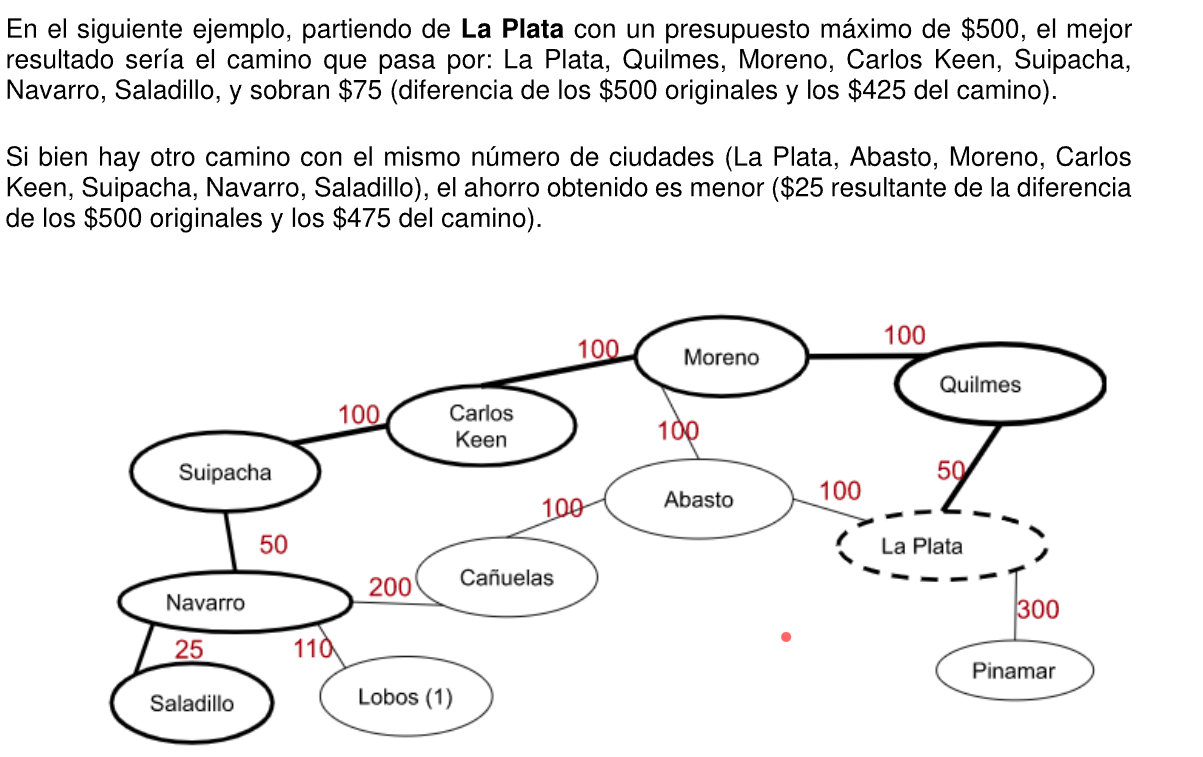 En el siguiente ejemplo, partiendo de La Plata con un presupuesto máximo de $500, el mejor
resultado sería el camino que pasa por: La Plata, Quilmes, Moreno, Carlos Keen, Suipacha,
Navarro, Saladillo, y sobran $75 (diferencia de los $500 originales y los $425 del camino).
Si bien hay otro camino con el mismo número de ciudades (La Plata, Abasto, Moreno, Carlos
Keen, Suipacha, Navarro, Saladillo), el ahorro obtenido es menor ($25 resultante de la diferencia
de los $500 originales y los $475 del camino).
100
100
Moreno
Quilmes
100
Carlos
Keen
100
Suipacha
50
100
Abasto
100
La Plata
50
Cañuelas
200
Navarro
300
25
110
Pinamar
Saladillo
Lobos (1)